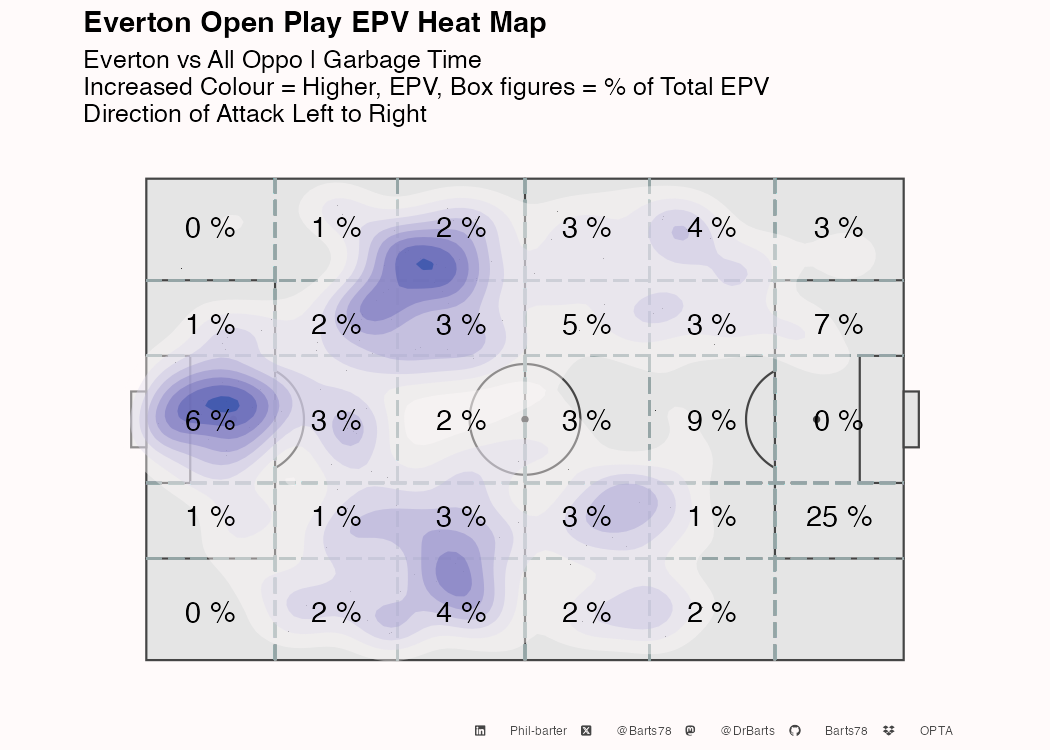 Everton Open Play EPV Heat Map
Everton vs All Oppo | Garbage Time
Increased Colour = Higher, EPV, Box figures = % of Total EPV
Direction of Attack Left to Right
0 % 1 % 2 % 3 % 4 % 3 %
1 % 2 % 3 % 5 % 3 % 7 %
6 % 3 % 2 % 3 % 9 % 0 %
1 % 1 % 3 % 3 % 1 % 25 %
0 % 2 % 4 % 2 % 2 %
Phil-barter @Barts78 @DrBarts Barts78 OPTA